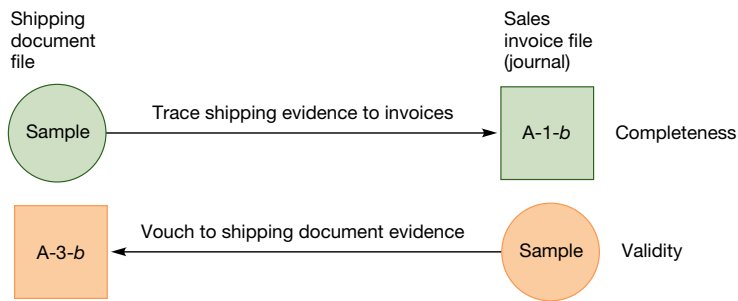 Shipping
document
file
Sales
invoice file
(journal)
Sample
Trace shipping evidence to invoices
A-1-b
Completeness
A-3-b
Vouch to shipping document evidence
Sample
Validity